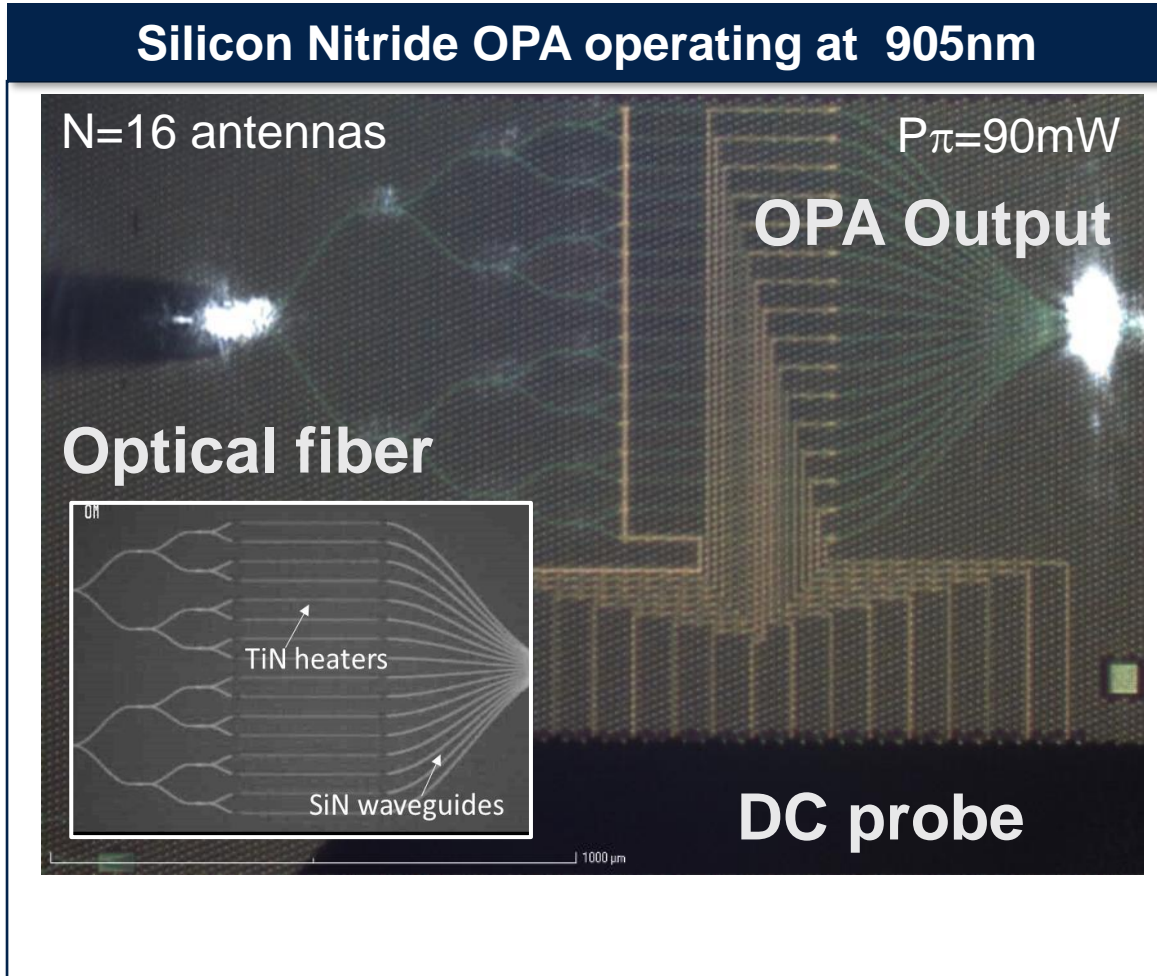 Silicon Nitride OPA operating at  905nm
N=16 antennas
Pπ=90mW
OPA Output
Optical fiber
OM
TiN heaters
SiN waveguides
DC probe
1000 µm